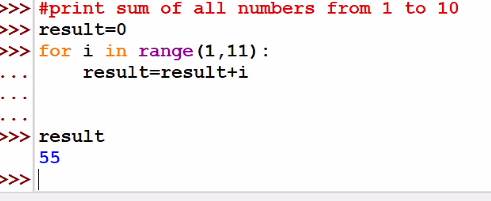 >>> #print sum of all numbers from 1 to 10
>>> result=0
>>> for i in range(1,11):
...     result=result+i
...
...
>>> result
55
>>>